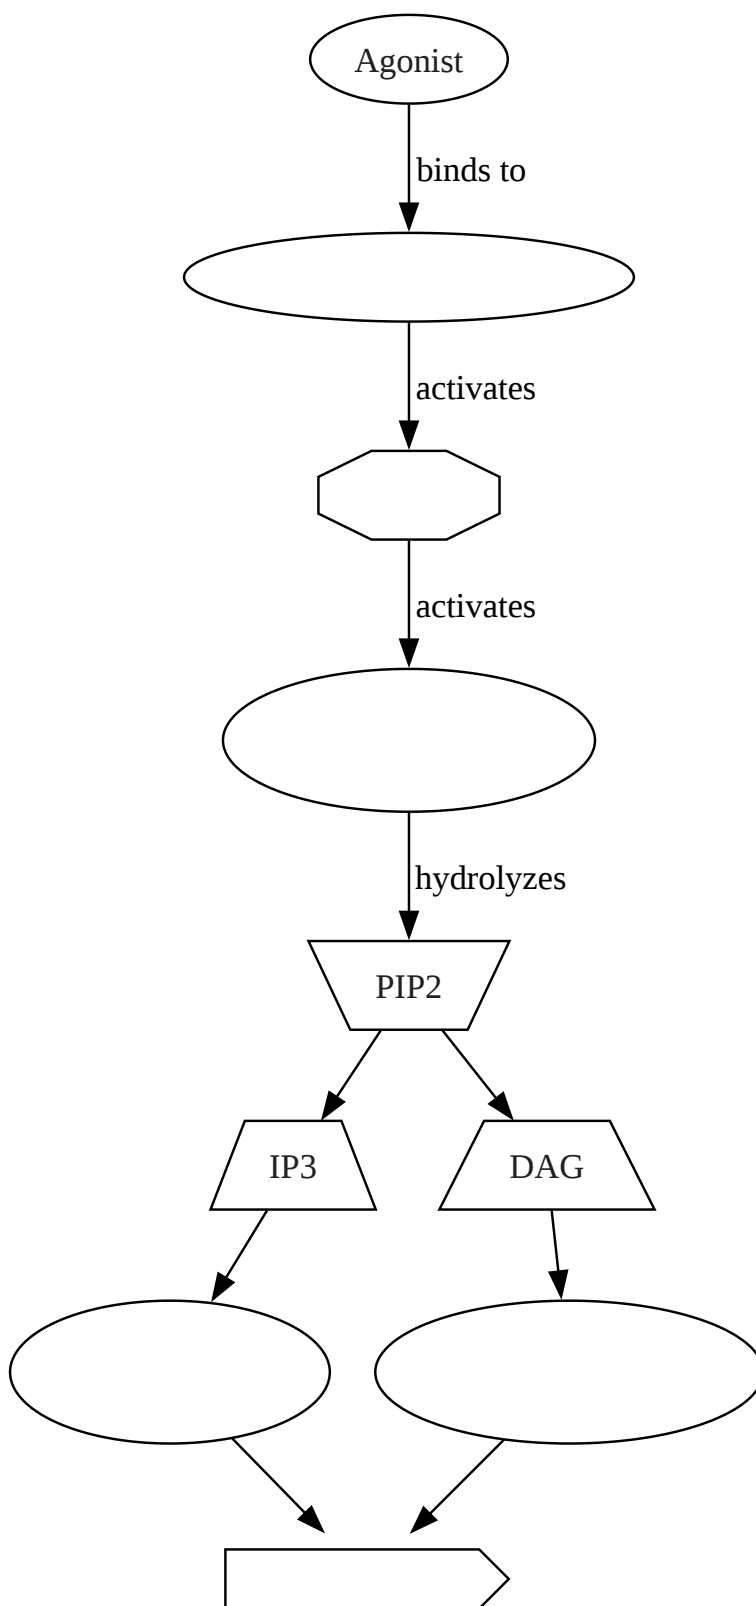 Agonist
binds to
activates
activates
hydrolyzes
PIP2
IP3
DAG